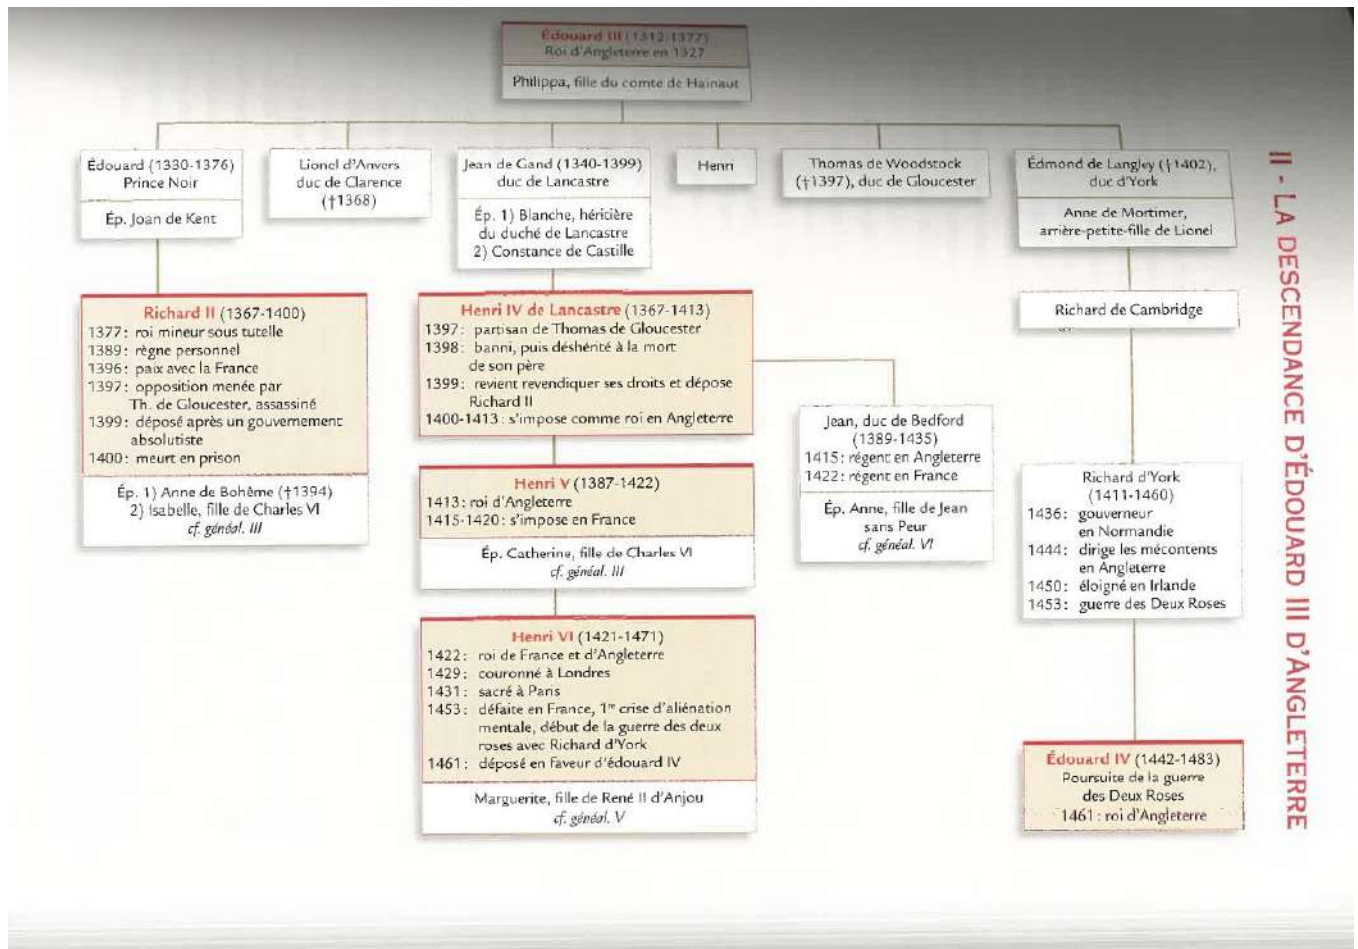 Édouard III (1312-1377)
Roi d'Angleterre en 1327
Philippa, fille du comte de Hainaut
Édouard (1330-1376)
Prince Noir
Ép. Joan de Kent
Lionel d'Anvers
duc de Clarence
(†1368)
Jean de Gand (1340-1399)
duc de Lancastre
Ép. 1) Blanche, héritière
du duché de Lancastre
2) Constance de Castille
Henri
Thomas de Woodstock
(†1397), duc de Gloucester
Édmond de Langley (†1402),
duc d'York
Anne de Mortimer,
arrière-petite-fille de Lionel
Richard II (1367-1400)
1377: roi mineur sous tutelle
1389: règne personnel
1396: paix avec la France
1397: opposition menée par
Th. de Gloucester, assassiné
1399: déposé après un gouvernement
absolutiste
1400: meurt en prison
Ép. 1) Anne de Bohême (†1394)
2) Isabelle, fille de Charles VI
cf. généal. III
Henri IV de Lancastre (1367-1413)
1397: partisan de Thomas de Gloucester
1398: banni, puis déshérité à la mort
de son père
1399: revient revendiquer ses droits et dépose
Richard II
1400-1413: s'impose comme roi en Angleterre
Jean, duc de Bedford
(1389-1435)
1415: régent en Angleterre
1422: régent en France
Ép. Anne, fille de Jean
sans Peur
cf. généal. VI
Richard de Cambridge
Henri V (1387-1422)
1413: roi d'Angleterre
1415-1420: s'impose en France
Ép. Catherine, fille de Charles VI
cf. généal. III
Richard d'York
(1411-1460)
1436: gouverneur
en Normandie
1444: dirige les mécontents
en Angleterre
1450: éloigné en Irlande
1453: guerre des Deux Roses
Henri VI (1421-1471)
1422: roi de France et d'Angleterre
1429: couronné à Londres
1431: sacré à Paris
1453: défaite en France, 1re crise d'aliénation
mentale, début de la guerre des deux
roses avec Richard d'York
1461: déposé en faveur d'édouard IV
Marguerite, fille de René II d'Anjou
cf. généal. V
Édouard IV (1442-1483)
Poursuite de la guerre
des Deux Roses
1461: roi d'Angleterre
II - LA DESCENDANCE D'ÉDOUARD III D'ANGLETERRE